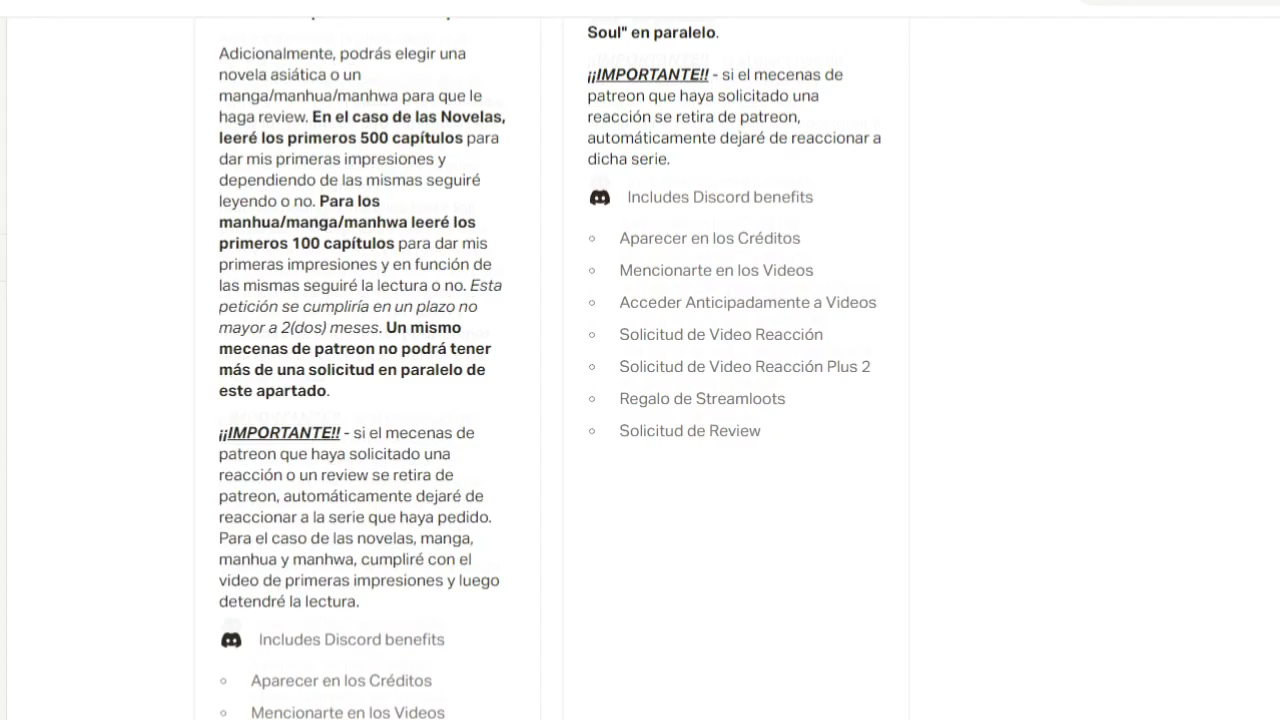 Adicionalmente, podrás elegir una
novela asiática o un
manga/manhua/manhwa para que le
haga review. En el caso de las Novelas,
leeré los primeros 500 capítulos para
dar mis primeras impresiones y
dependiendo de las mismas seguiré
leyendo o no. Para los
manhua/manga/manhwa leeré los
primeros 100 capítulos para dar mis
primeras impresiones y en función de
las mismas seguiré la lectura o no. Esta
petición se cumpliría en un plazo no
mayor a 2(dos) meses. Un mismo
mecenas de patreon no podrá tener
más de una solicitud en paralelo de
este apartado.
¡¡IMPORTANTE!! - si el mecenas de
patreon que haya solicitado una
reacción o un review se retira de
patreon, automáticamente dejaré de
reaccionar a la serie que haya pedido.
Para el caso de las novelas, manga,
manhua y manhwa, cumpliré con el
video de primeras impresiones y luego
detendré la lectura.
Includes Discord benefits
Aparecer en los Créditos
Mencionarte en los Videos
Soul" en paralelo.
¡¡IMPORTANTE!! - si el mecenas de
patreon que haya solicitado una
reacción se retira de patreon,
automáticamente dejaré de reaccionar a
dicha serie.
Includes Discord benefits
Aparecer en los Créditos
Mencionarte en los Videos
Acceder Anticipadamente a Videos
Solicitud de Video Reacción
Solicitud de Video Reacción Plus 2
Regalo de Streamloots
Solicitud de Review